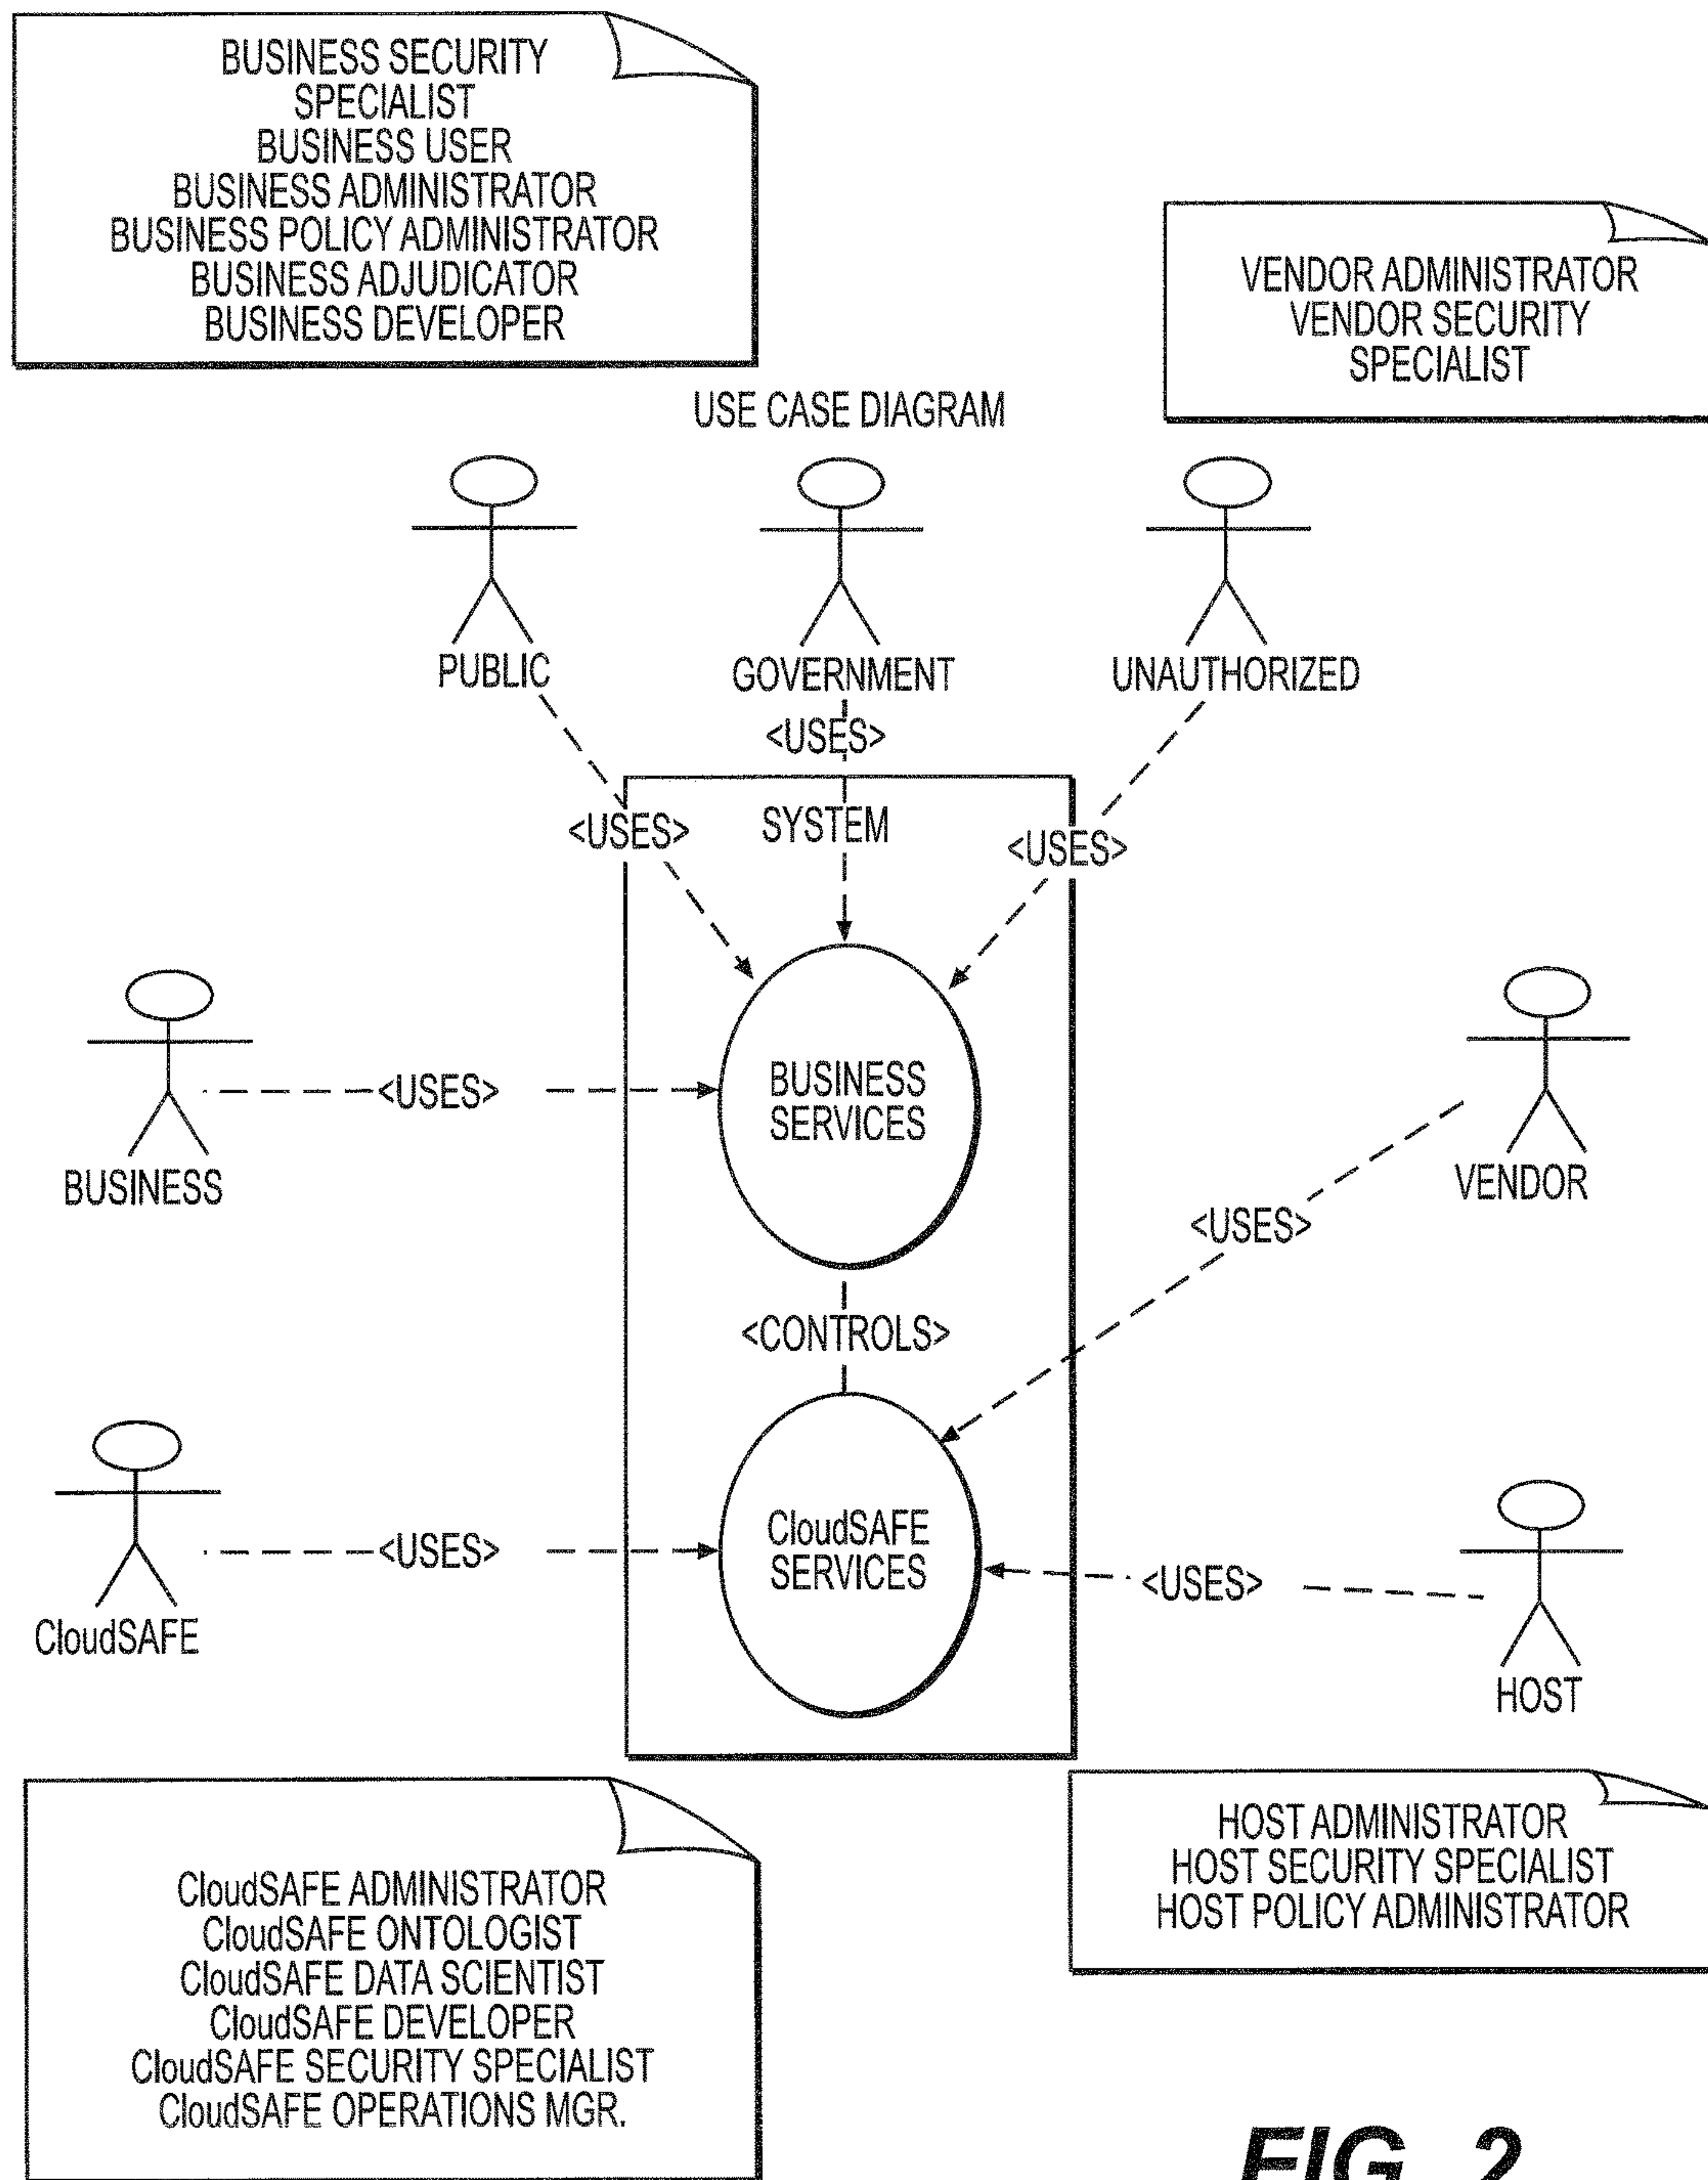 BUSINESS SECURITY
SPECIALIST
BUSINESS USER
BUSINESS ADMINISTRATOR
BUSINESS POLICY ADMINISTRATOR
BUSINESS ADJUDICATOR
BUSINESS DEVELOPER
VENDOR ADMINISTRATOR
VENDOR SECURITY
SPECIALIST
USE CASE DIAGRAM
PUBLIC
GOVERNMENT
UNAUTHORIZED
<USES>
<USES>
SYSTEM
<USES>
BUSINESS
<USES>
BUSINESS
SERVICES
VENDOR
<USES>
<CONTROLS>
CloudSAFE
<USES>
CloudSAFE
SERVICES
<USES>
HOST
HOST ADMINISTRATOR
HOST SECURITY SPECIALIST
HOST POLICY ADMINISTRATOR
CloudSAFE ADMINISTRATOR
CloudSAFE ONTOLOGIST
CloudSAFE DATA SCIENTIST
CloudSAFE DEVELOPER
CloudSAFE SECURITY SPECIALIST
CloudSAFE OPERATIONS MGR.
FIG. 2